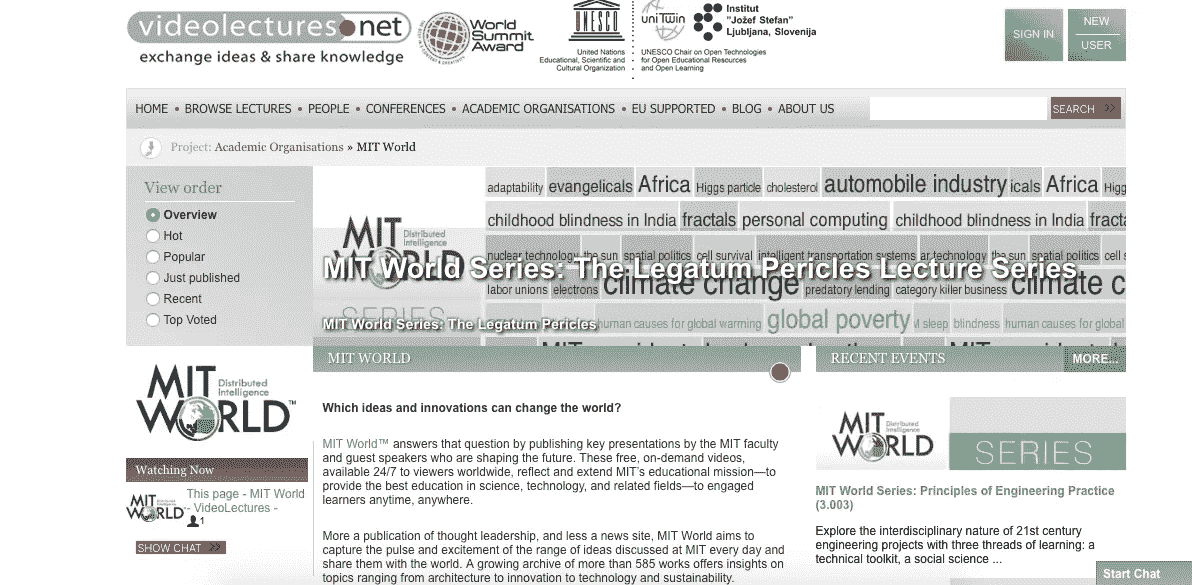 videolectures.net
exchange ideas & share knowledge
World
Summit
Award
UNESCO
United Nations
Educational, Scientific and
Cultural Organization
uniTwin
UNESCO Chair on Open Technologies
for Open Educational Resources
and Open Learning
Institut
"Jožef Stefan"
Ljubljana, Slovenija
SIGN IN
NEW
USER
HOME • BROWSE LECTURES • PEOPLE • CONFERENCES • ACADEMIC ORGANISATIONS • EU SUPPORTED • BLOG • ABOUT US
SEARCH >>
Project: Academic Organisations » MIT World
View order
Overview
Hot
Popular
Just published
Recent
Top Voted
MIT Distributed Intelligence
WORLD
SERIES
adaptability evangelicals Africa Higgs particle cholesterol automobile industry icals Africa Higg
childhood blindness in India fractals personal computing childhood blindness in India fracta
nuclear technology the sun spatial politics cell survival intelligent transportation systems ar technology the sun spatial politics cell s
MIT World Series: The Legatum Pericles Lecture Series
labor unions electrons climate change predatory lending category killer business climate c
MIT World Series: The Legatum Pericles
human causes for global warming global poverty M sleep blindness human causes for global
MIT WORLD
RECENT EVENTS
MORE...
MIT Distributed Intelligence
WORLD™
Watching Now
MIT
WORLD
This page - MIT World
-- VideoLectures -
1
SHOW CHAT >>
Which ideas and innovations can change the world?
MIT World™ answers that question by publishing key presentations by the MIT faculty
and guest speakers who are shaping the future. These free, on-demand videos,
available 24/7 to viewers worldwide, reflect and extend MIT's educational mission—to
provide the best education in science, technology, and related fields—to engaged
learners anytime, anywhere.
More a publication of thought leadership, and less a news site, MIT World aims to
capture the pulse and excitement of the range of ideas discussed at MIT every day and
share them with the world. A growing archive of more than 585 works offers insights on
topics ranging from architecture to innovation to technology and sustainability.
MIT Distributed Intelligence
WORLD
SERIES
MIT World Series: Principles of Engineering Practice
(3.003)
Explore the interdisciplinary nature of 21st century
engineering projects with three threads of learning: a
technical toolkit, a social science ...
Start Chat